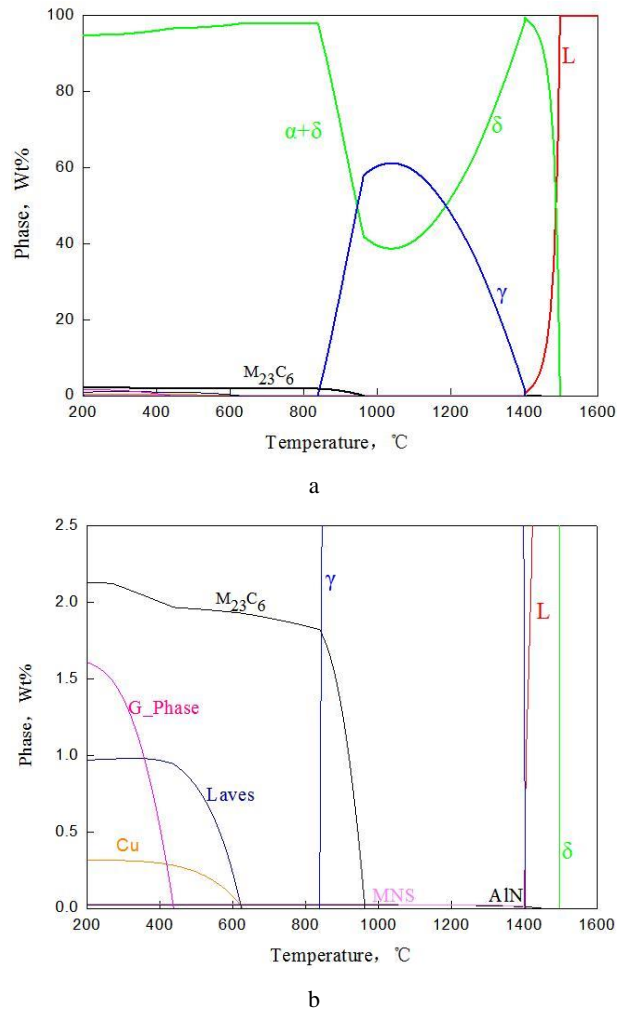 100
80
60
40
20
0
Phase, Wt%
L
α+δ
δ
γ
M23C6
200 400 600 800 1000 1200 1400 1600
Temperature, ℃
a
2.5
2.0
1.5
1.0
0.5
0.0
Phase, Wt%
γ
M23C6
L
G_Phase
Laves
Cu
δ
MNS
AlN
200 400 600 800 1000 1200 1400 1600
Temperature, ℃
b